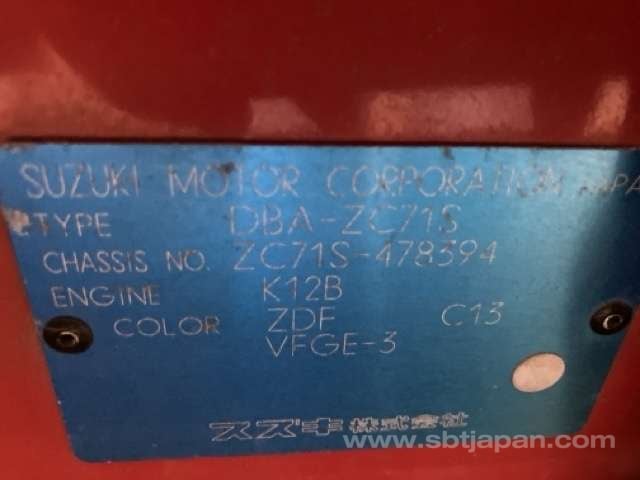 SUZUKI MOTOR CORPORATION JAPA
TYPE DBA-ZC71S
CHASSIS NO. ZC71S-478394
ENGINE K12B
COLOR ZDF C13
VFGE-3
スズキ株式会社
www.sbtjapan.com